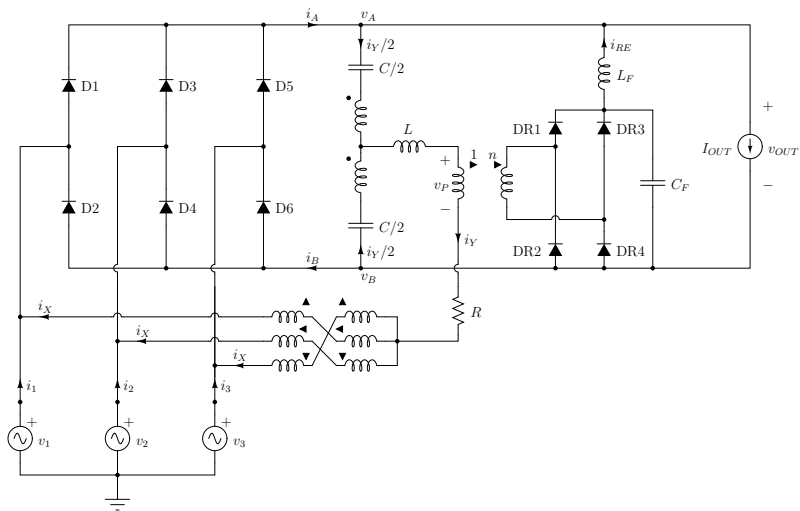 i_A v_A
i_Y/2 i_RE
C/2 L_F
D1 D3 D5
+
L DR1 DR3
+ 1 n I_OUT v_OUT
v_P C_F
− −
D2 D4 D6
C/2 i_Y
i_Y/2 DR2 DR4
i_B v_B
i_X R
i_X
i_X
i_1 i_2 i_3
+ + +
v_1 v_2 v_3